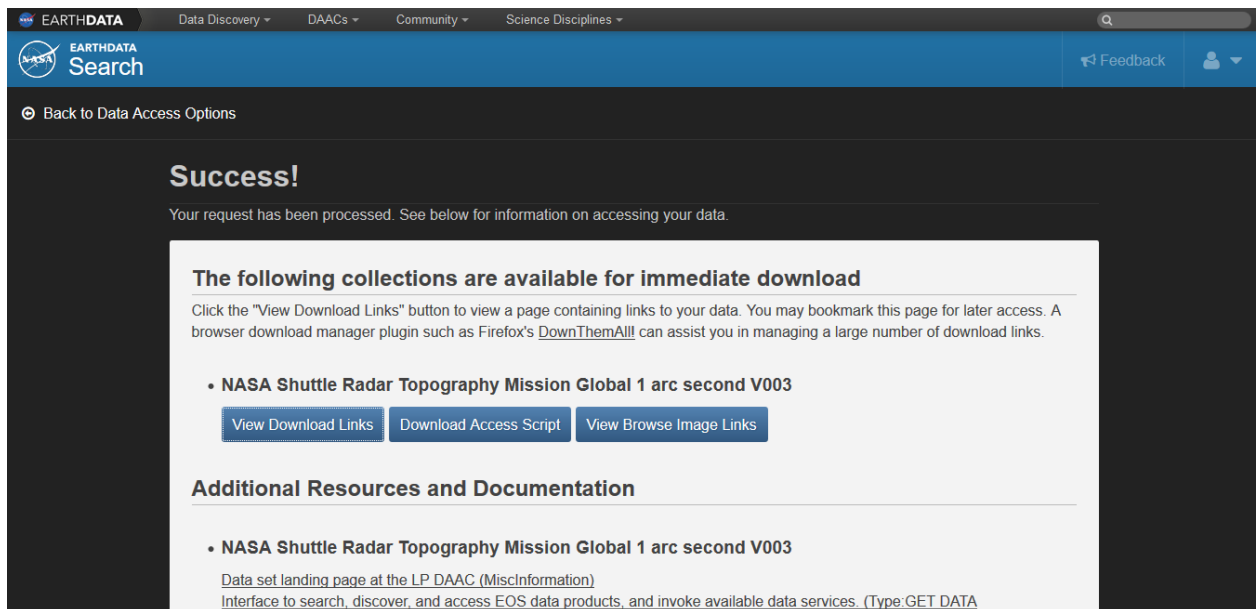 EARTHDATA Data Discovery DAACs Community Science Disciplines
NASA EARTHDATA
Search
Feedback
Back to Data Access Options
Success!
Your request has been processed. See below for information on accessing your data.
The following collections are available for immediate download
Click the "View Download Links" button to view a page containing links to your data. You may bookmark this page for later access. A
browser download manager plugin such as Firefox's DownThemAll! can assist you in managing a large number of download links.
• NASA Shuttle Radar Topography Mission Global 1 arc second V003
View Download Links Download Access Script View Browse Image Links
Additional Resources and Documentation
• NASA Shuttle Radar Topography Mission Global 1 arc second V003
Data set landing page at the LP DAAC (MiscInformation)
Interface to search, discover, and access EOS data products, and invoke available data services. (Type:GET DATA